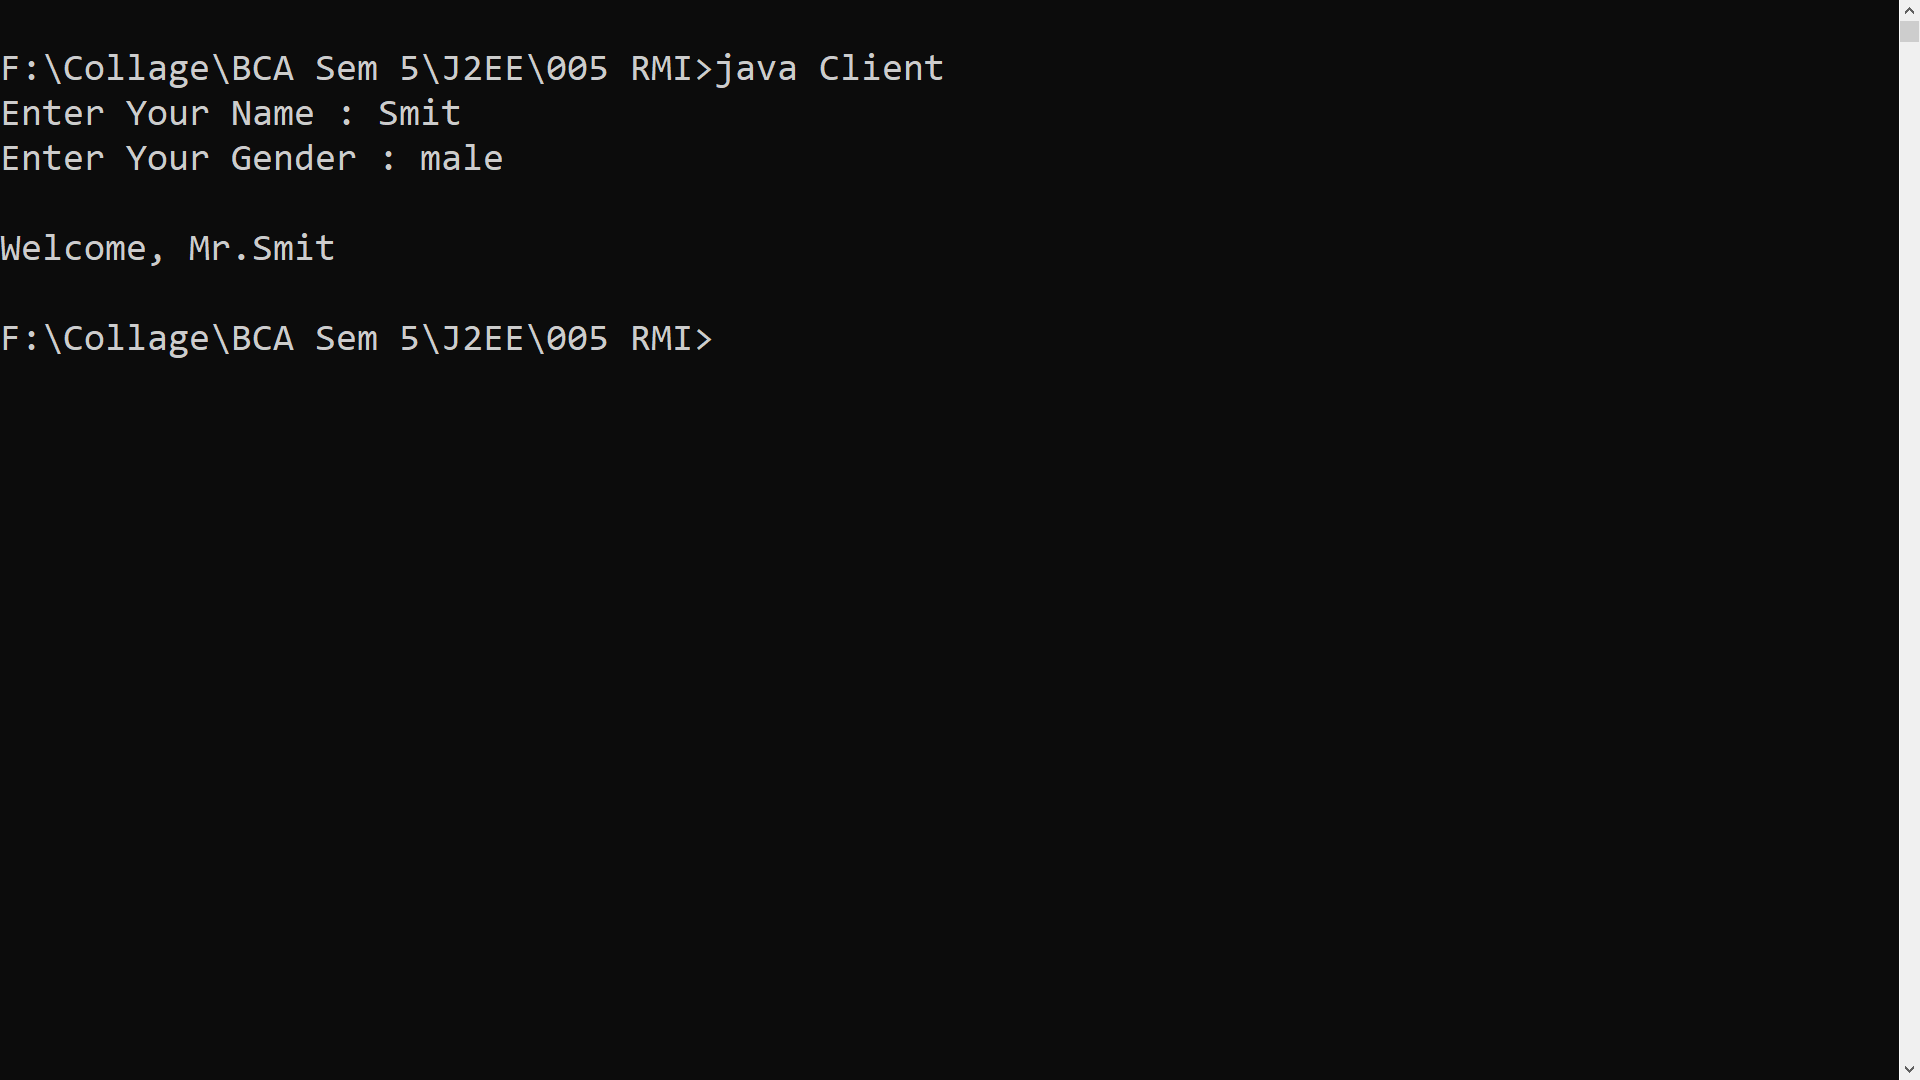 F:\Collage\BCA Sem 5\J2EE\005 RMI>java Client
Enter Your Name : Smit
Enter Your Gender : male
Welcome, Mr.Smit
F:\Collage\BCA Sem 5\J2EE\005 RMI>